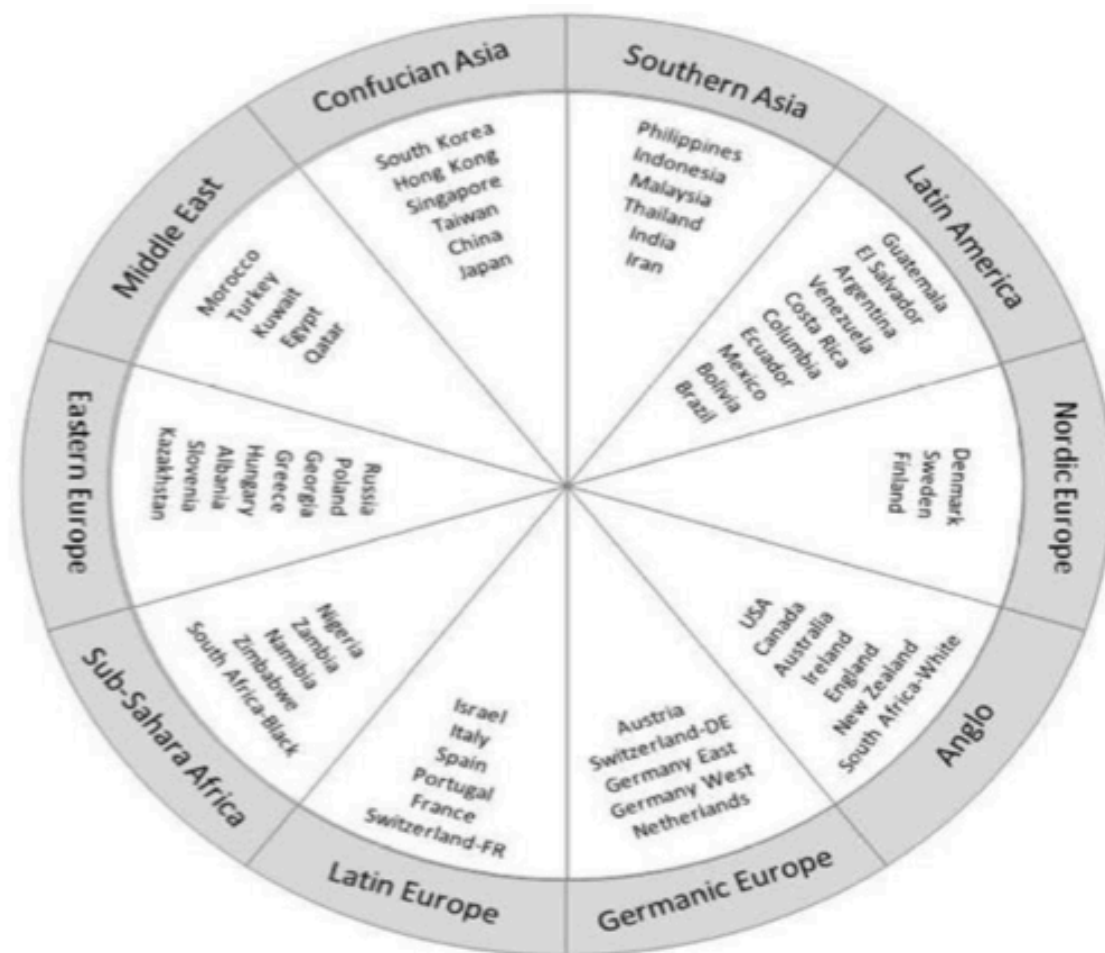 Confucian Asia
South Korea
Hong Kong
Singapore
Taiwan
China
Japan
Southern Asia
Philippines
Indonesia
Malaysia
Thailand
India
Iran
Latin America
Guatemala
El Salvador
Argentina
Venezuela
Costa Rica
Columbia
Ecuador
Mexico
Bolivia
Brazil
Nordic Europe
Denmark
Sweden
Finland
Anglo
USA
Canada
Australia
Ireland
England
New Zealand
South Africa-White
Germanic Europe
Austria
Switzerland-DE
Germany East
Germany West
Netherlands
Latin Europe
Israel
Italy
Spain
Portugal
France
Switzerland-FR
Sub-Sahara Africa
Nigeria
Zambia
Namibia
Zimbabwe
South Africa-Black
Eastern Europe
Russia
Poland
Georgia
Greece
Hungary
Albania
Slovenia
Kazakhstan
Middle East
Morocco
Turkey
Kuwait
Egypt
Qatar